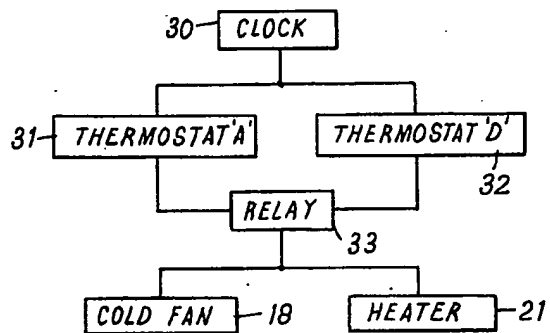 30 CLOCK
31 THERMOSTAT 'A' THERMOSTAT 'D'
32
RELAY
33
COLD FAN 18 HEATER 21